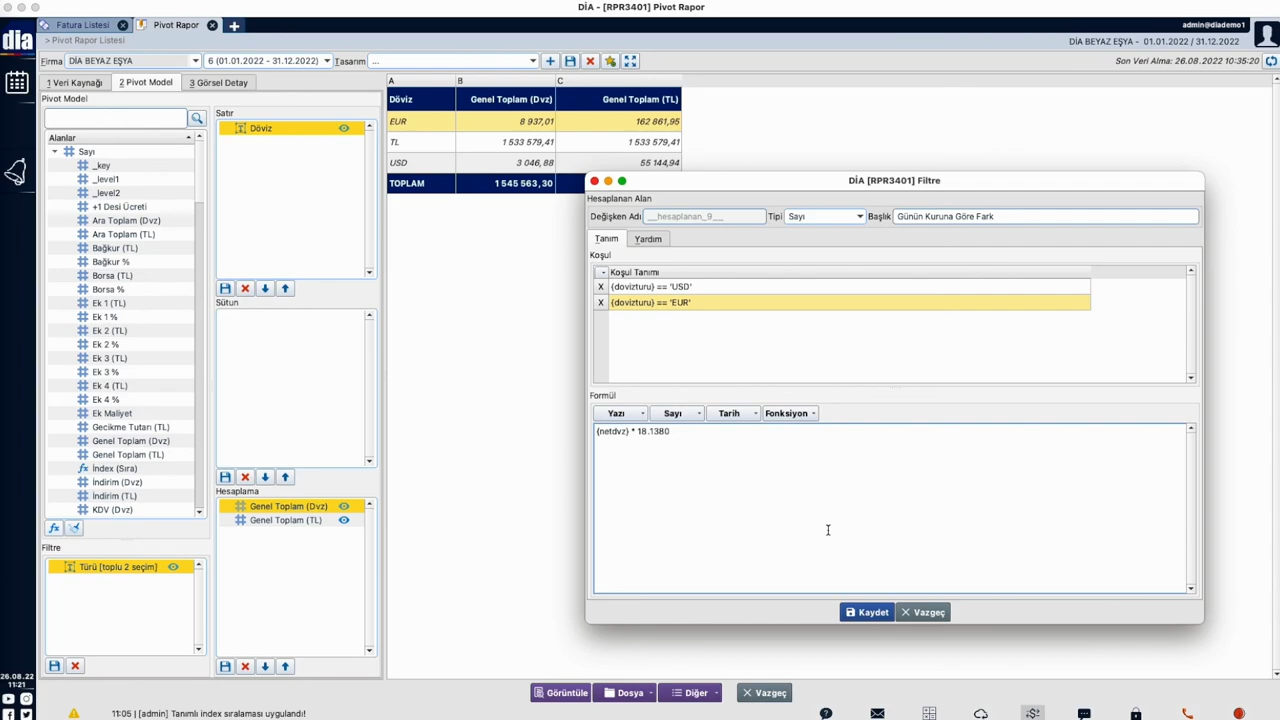 DİA - [RPR3401] Pivot Rapor
dia
Fatura Listesi
Pivot Rapor
admin@diademo1
> Pivot Rapor Listesi
DİA BEYAZ EŞYA - 01.01.2022 / 31.12.2022
Firma DİA BEYAZ EŞYA 6 (01.01.2022 - 31.12.2022) Tasarım ...
Son Veri Alma: 26.08.2022 10:35:20
1 Veri Kaynağı 2 Pivot Model 3 Görsel Detay
Pivot Model
Alanlar
Sayı
_key
_level1
_level2
+1 Desi Ücreti
Ara Toplam (Dvz)
Ara Toplam (TL)
Bağkur (TL)
Bağkur %
Borsa (TL)
Borsa %
Ek 1 (TL)
Ek 1 %
Ek 2 (TL)
Ek 2 %
Ek 3 (TL)
Ek 3 %
Ek 4 (TL)
Ek 4 %
Ek Maliyet
Gecikme Tutarı (TL)
Genel Toplam (Dvz)
Genel Toplam (TL)
fx İndex (Sıra)
İndirim (Dvz)
İndirim (TL)
KDV (Dvz)
fx
Filtre
Türü [toplu 2 seçim]
Satır
Döviz
Sütun
Hesaplama
Genel Toplam (Dvz)
Genel Toplam (TL)
A B C
Döviz Genel Toplam (Dvz) Genel Toplam (TL)
EUR 8 937,01 162 861,95
TL 1 533 579,41 1 533 579,41
USD 3 046,88 55 144,94
TOPLAM 1 545 563,30
DİA [RPR3401] Filtre
Hesaplanan Alan
Değişken Adı __hesaplanan_9__ Tipi Sayı Başlık Günün Kuruna Göre Fark
Tanım Yardım
Koşul
Koşul Tanımı
X {dovizturu} == 'USD'
X {dovizturu} == 'EUR'
Formül
Yazı Sayı Tarih Fonksiyon
{netdvz} * 18.1380
Kaydet Vazgeç
Görüntüle Dosya Diğer Vazgeç
26.08.22
11:21
11:05 | [admin] Tanımlı index sıralaması uygulandı!